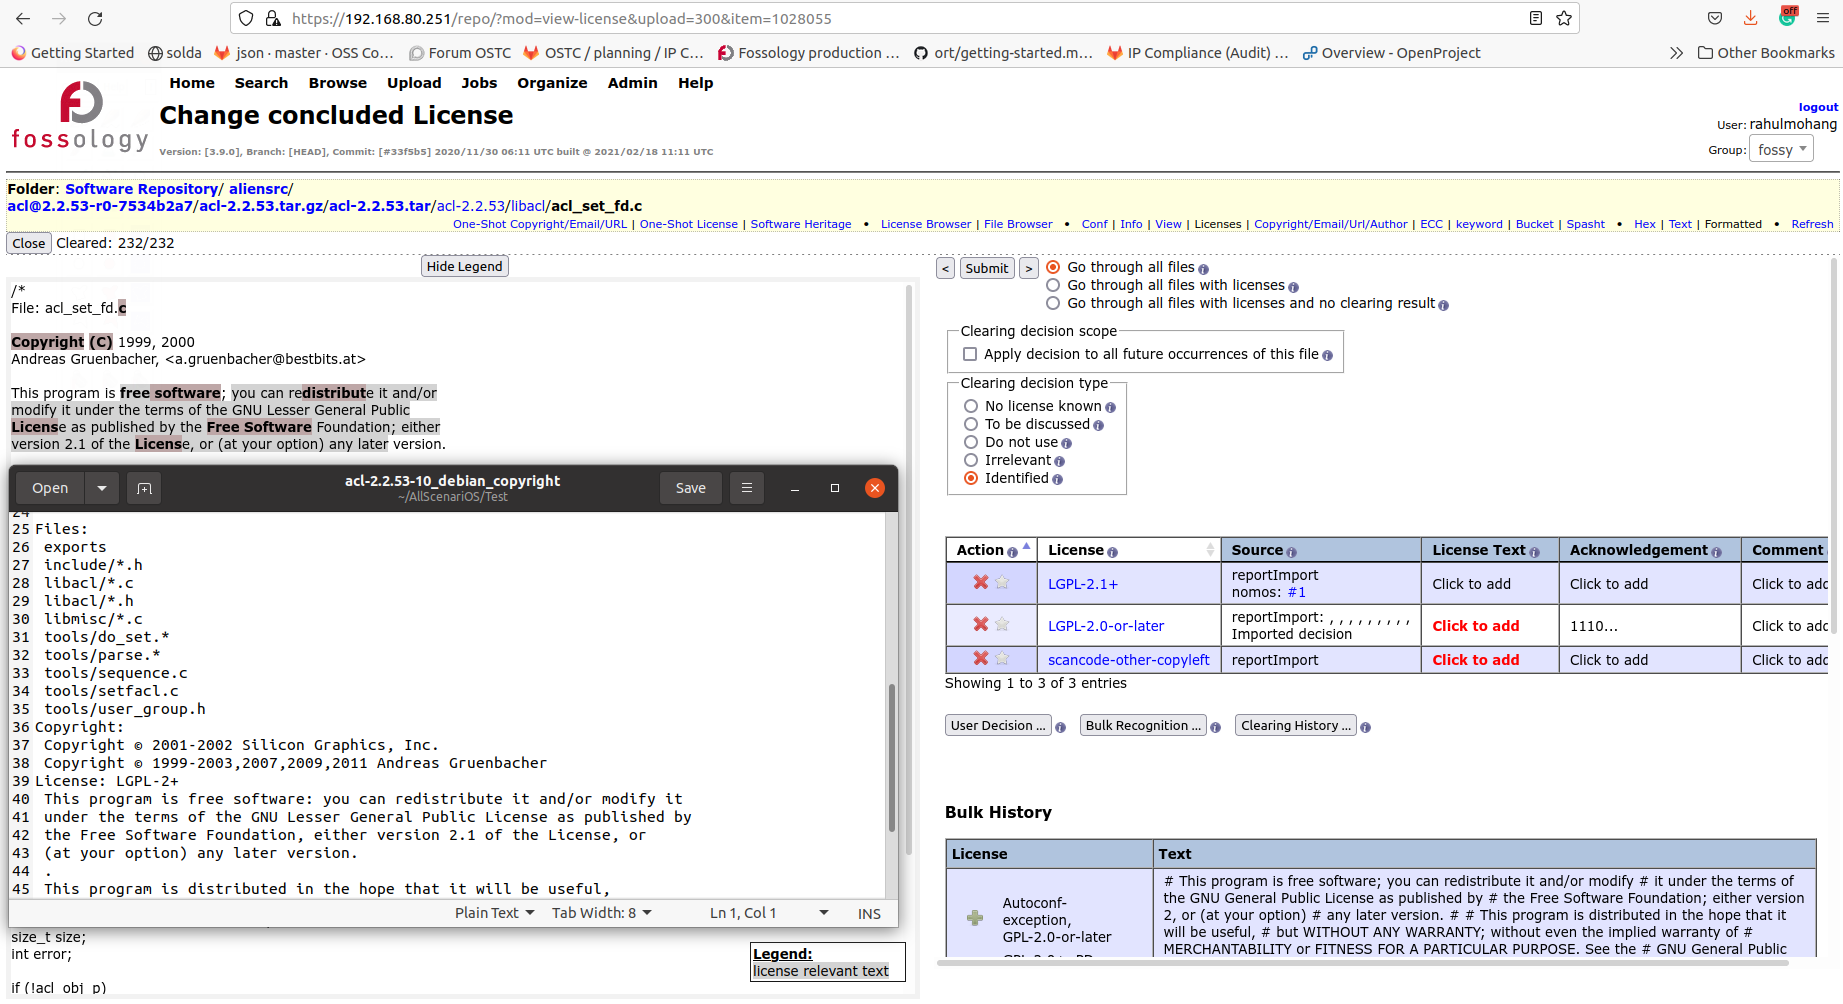 https://192.168.80.251/repo/?mod=view-license&upload=300&item=1028055
off
Getting Started
solda
json · master · OSS Co…
Forum OSTC
OSTC / planning / IP C…
Fossology production …
ort/getting-started.m…
IP Compliance (Audit) …
Overview - OpenProject
Other Bookmarks
fossology
Home Search Browse Upload Jobs Organize Admin Help
Change concluded License
Version: [3.9.0], Branch: [HEAD], Commit: [#33f5b5] 2020/11/30 06:11 UTC built @ 2021/02/18 11:11 UTC
logout
User: rahulmohang
Group: fossy
Folder: Software Repository/ aliensrc/
acl@2.2.53-r0-7534b2a7/acl-2.2.53.tar.gz/acl-2.2.53.tar/acl-2.2.53/libacl/acl_set_fd.c
One-Shot Copyright/Email/URL | One-Shot License | Software Heritage • License Browser | File Browser • Conf | Info | View | Licenses | Copyright/Email/Url/Author | ECC | keyword | Bucket | Spasht • Hex | Text | Formatted • Refresh
Close Cleared: 232/232
Hide Legend
/*
File: acl_set_fd.c
Copyright (C) 1999, 2000
Andreas Gruenbacher, <a.gruenbacher@bestbits.at>
This program is free software; you can redistribute it and/or
modify it under the terms of the GNU Lesser General Public
License as published by the Free Software Foundation; either
version 2.1 of the License, or (at your option) any later version.
Open
acl-2.2.53-10_debian_copyright
~/AllScenariOS/Test
Save
24
25 Files:
26 exports
27 include/*.h
28 libacl/*.c
29 libacl/*.h
30 libmisc/*.c
31 tools/do_set.*
32 tools/parse.*
33 tools/sequence.c
34 tools/setfacl.c
35 tools/user_group.h
36 Copyright:
37 Copyright © 2001-2002 Silicon Graphics, Inc.
38 Copyright © 1999-2003,2007,2009,2011 Andreas Gruenbacher
39 License: LGPL-2+
40 This program is free software: you can redistribute it and/or modify it
41 under the terms of the GNU Lesser General Public License as published by
42 the Free Software Foundation, either version 2.1 of the License, or
43 (at your option) any later version.
44 .
45 This program is distributed in the hope that it will be useful,
Plain Text Tab Width: 8 Ln 1, Col 1 INS
size_t size;
int error;
if (!acl_obj_p)
Legend:
license relevant text
< Submit >
Go through all files
Go through all files with licenses
Go through all files with licenses and no clearing result
Clearing decision scope
Apply decision to all future occurrences of this file
Clearing decision type
No license known
To be discussed
Do not use
Irrelevant
Identified
Action License Source License Text Acknowledgement Comment
LGPL-2.1+ reportImport Click to add Click to add Click to add
nomos: #1
LGPL-2.0-or-later reportImport: , , , , , , , , , Click to add 1110... Click to add
Imported decision
scancode-other-copyleft reportImport Click to add Click to add Click to add
Showing 1 to 3 of 3 entries
User Decision ... Bulk Recognition ... Clearing History ...
Bulk History
License Text
Autoconf-exception, GPL-2.0-or-later
# This program is free software; you can redistribute it and/or modify # it under the terms of
the GNU General Public License as published by # the Free Software Foundation; either version
2, or (at your option) # any later version. # # This program is distributed in the hope that it
will be useful, # but WITHOUT ANY WARRANTY; without even the implied warranty of #
MERCHANTABILITY or FITNESS FOR A PARTICULAR PURPOSE. See the # GNU General Public